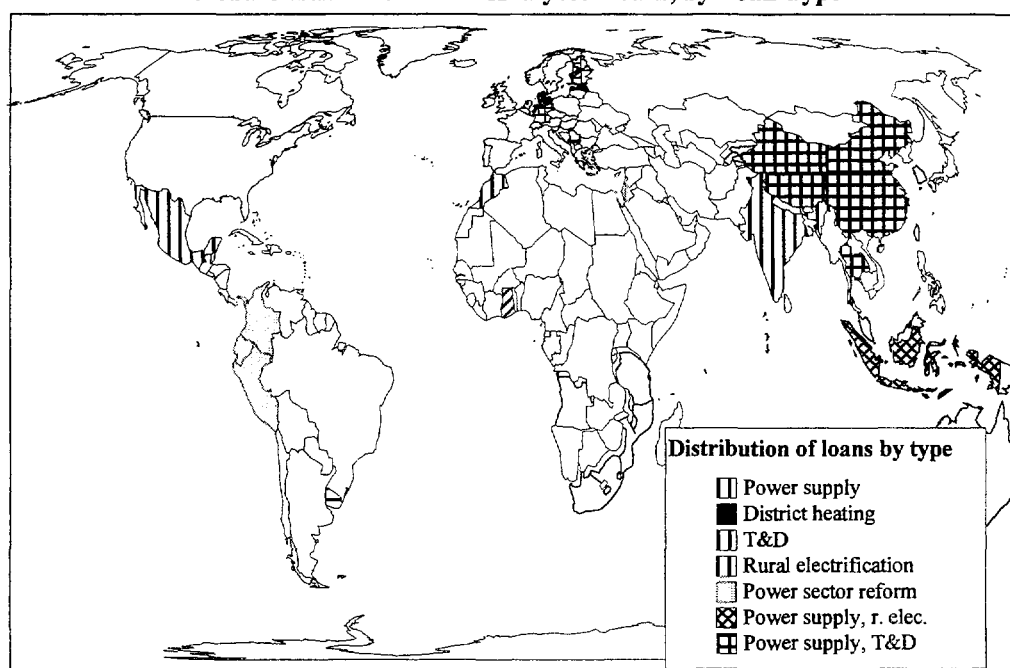 Distribution of loans by type
Power supply
District heating
T&D
Rural electrification
Power sector reform
Power supply, r. elec.
Power supply, T&D